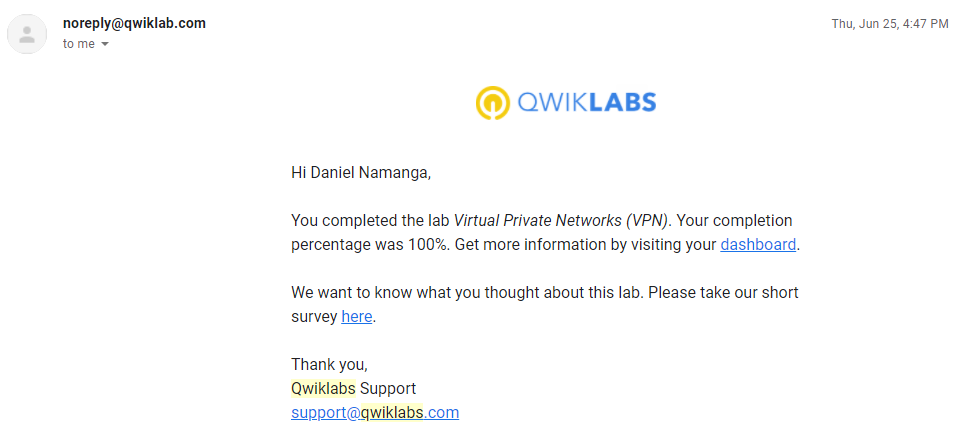 noreply@qwiklab.com
Thu, Jun 25, 4:47 PM
to me
QWIKLABS
Hi Daniel Namanga,
You completed the lab Virtual Private Networks (VPN). Your completion
percentage was 100%. Get more information by visiting your dashboard.
We want to know what you thought about this lab. Please take our short
survey here.
Thank you,
Qwiklabs Support
support@qwiklabs.com